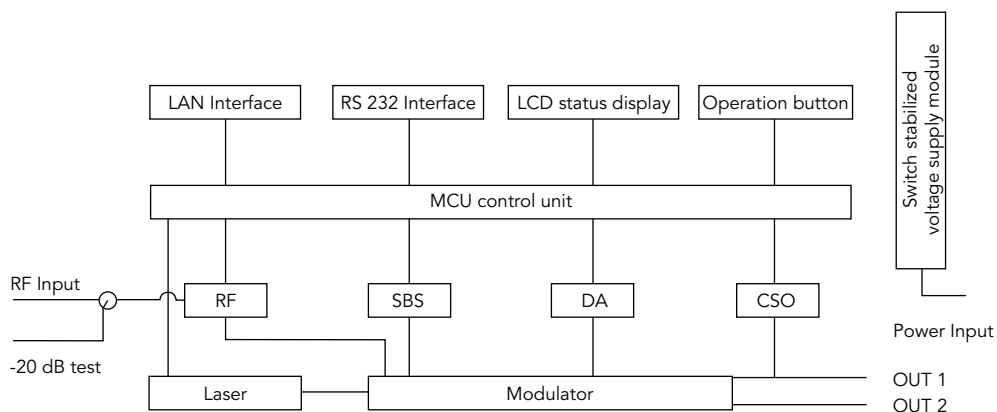 LAN Interface
RS 232 Interface
LCD status display
Operation button
Switch stabilized
voltage supply module
MCU control unit
RF Input
RF
SBS
DA
CSO
Power Input
-20 dB test
Laser
Modulator
OUT 1
OUT 2